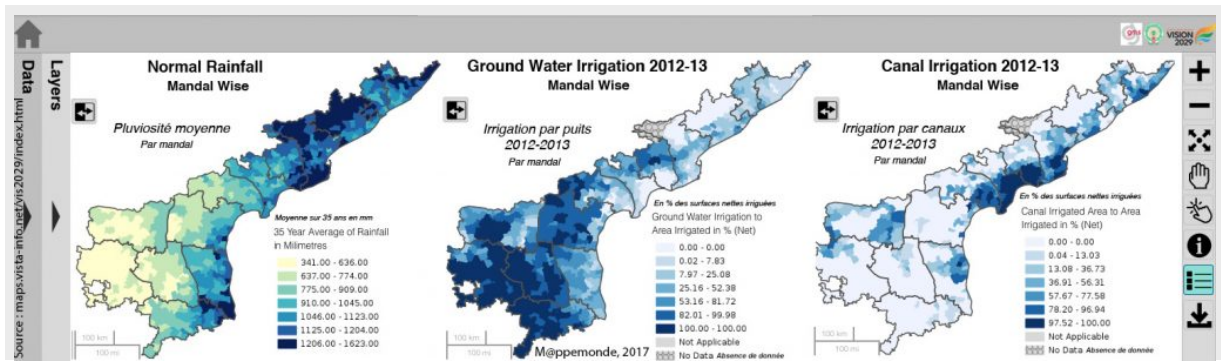 VISION
2029
Data
Layers
Source : maps.vista-info.net/vis2029/index.html
Normal Rainfall
Mandal Wise
Pluviosité moyenne
Par mandal
Moyenne sur 35 ans en mm
35 Year Average of Rainfall
in Milimetres
341.00 - 636.00
637.00 - 774.00
775.00 - 909.00
910.00 - 1045.00
1046.00 - 1123.00
1125.00 - 1204.00
1206.00 - 1623.00
100 km
100 mi
Ground Water Irrigation 2012-13
Mandal Wise
Irrigation par puits
2012-2013
Par mandal
En % des surfaces nettes irriguées
Ground Water Irrigation to
Area Irrigated in % (Net)
0.00 - 0.00
0.02 - 7.83
7.97 - 25.08
25.16 - 52.38
53.16 - 81.72
82.01 - 99.98
100.00 - 100.00
Not Applicable
No Data Absence de donnée
100 km
100 mi
M@ppemonde, 2017
Canal Irrigation 2012-13
Mandal Wise
Irrigation par canaux
2012-2013
Par mandal
En % des surfaces nettes irriguées
Canal Irrigated Area to Area
Irrigated in % (Net)
0.00 - 0.00
0.04 - 13.03
13.08 - 36.73
36.91 - 56.31
57.67 - 77.58
78.20 - 96.94
97.52 - 100.00
Not Applicable
No Data Absence de donnée
100 km
100 mi